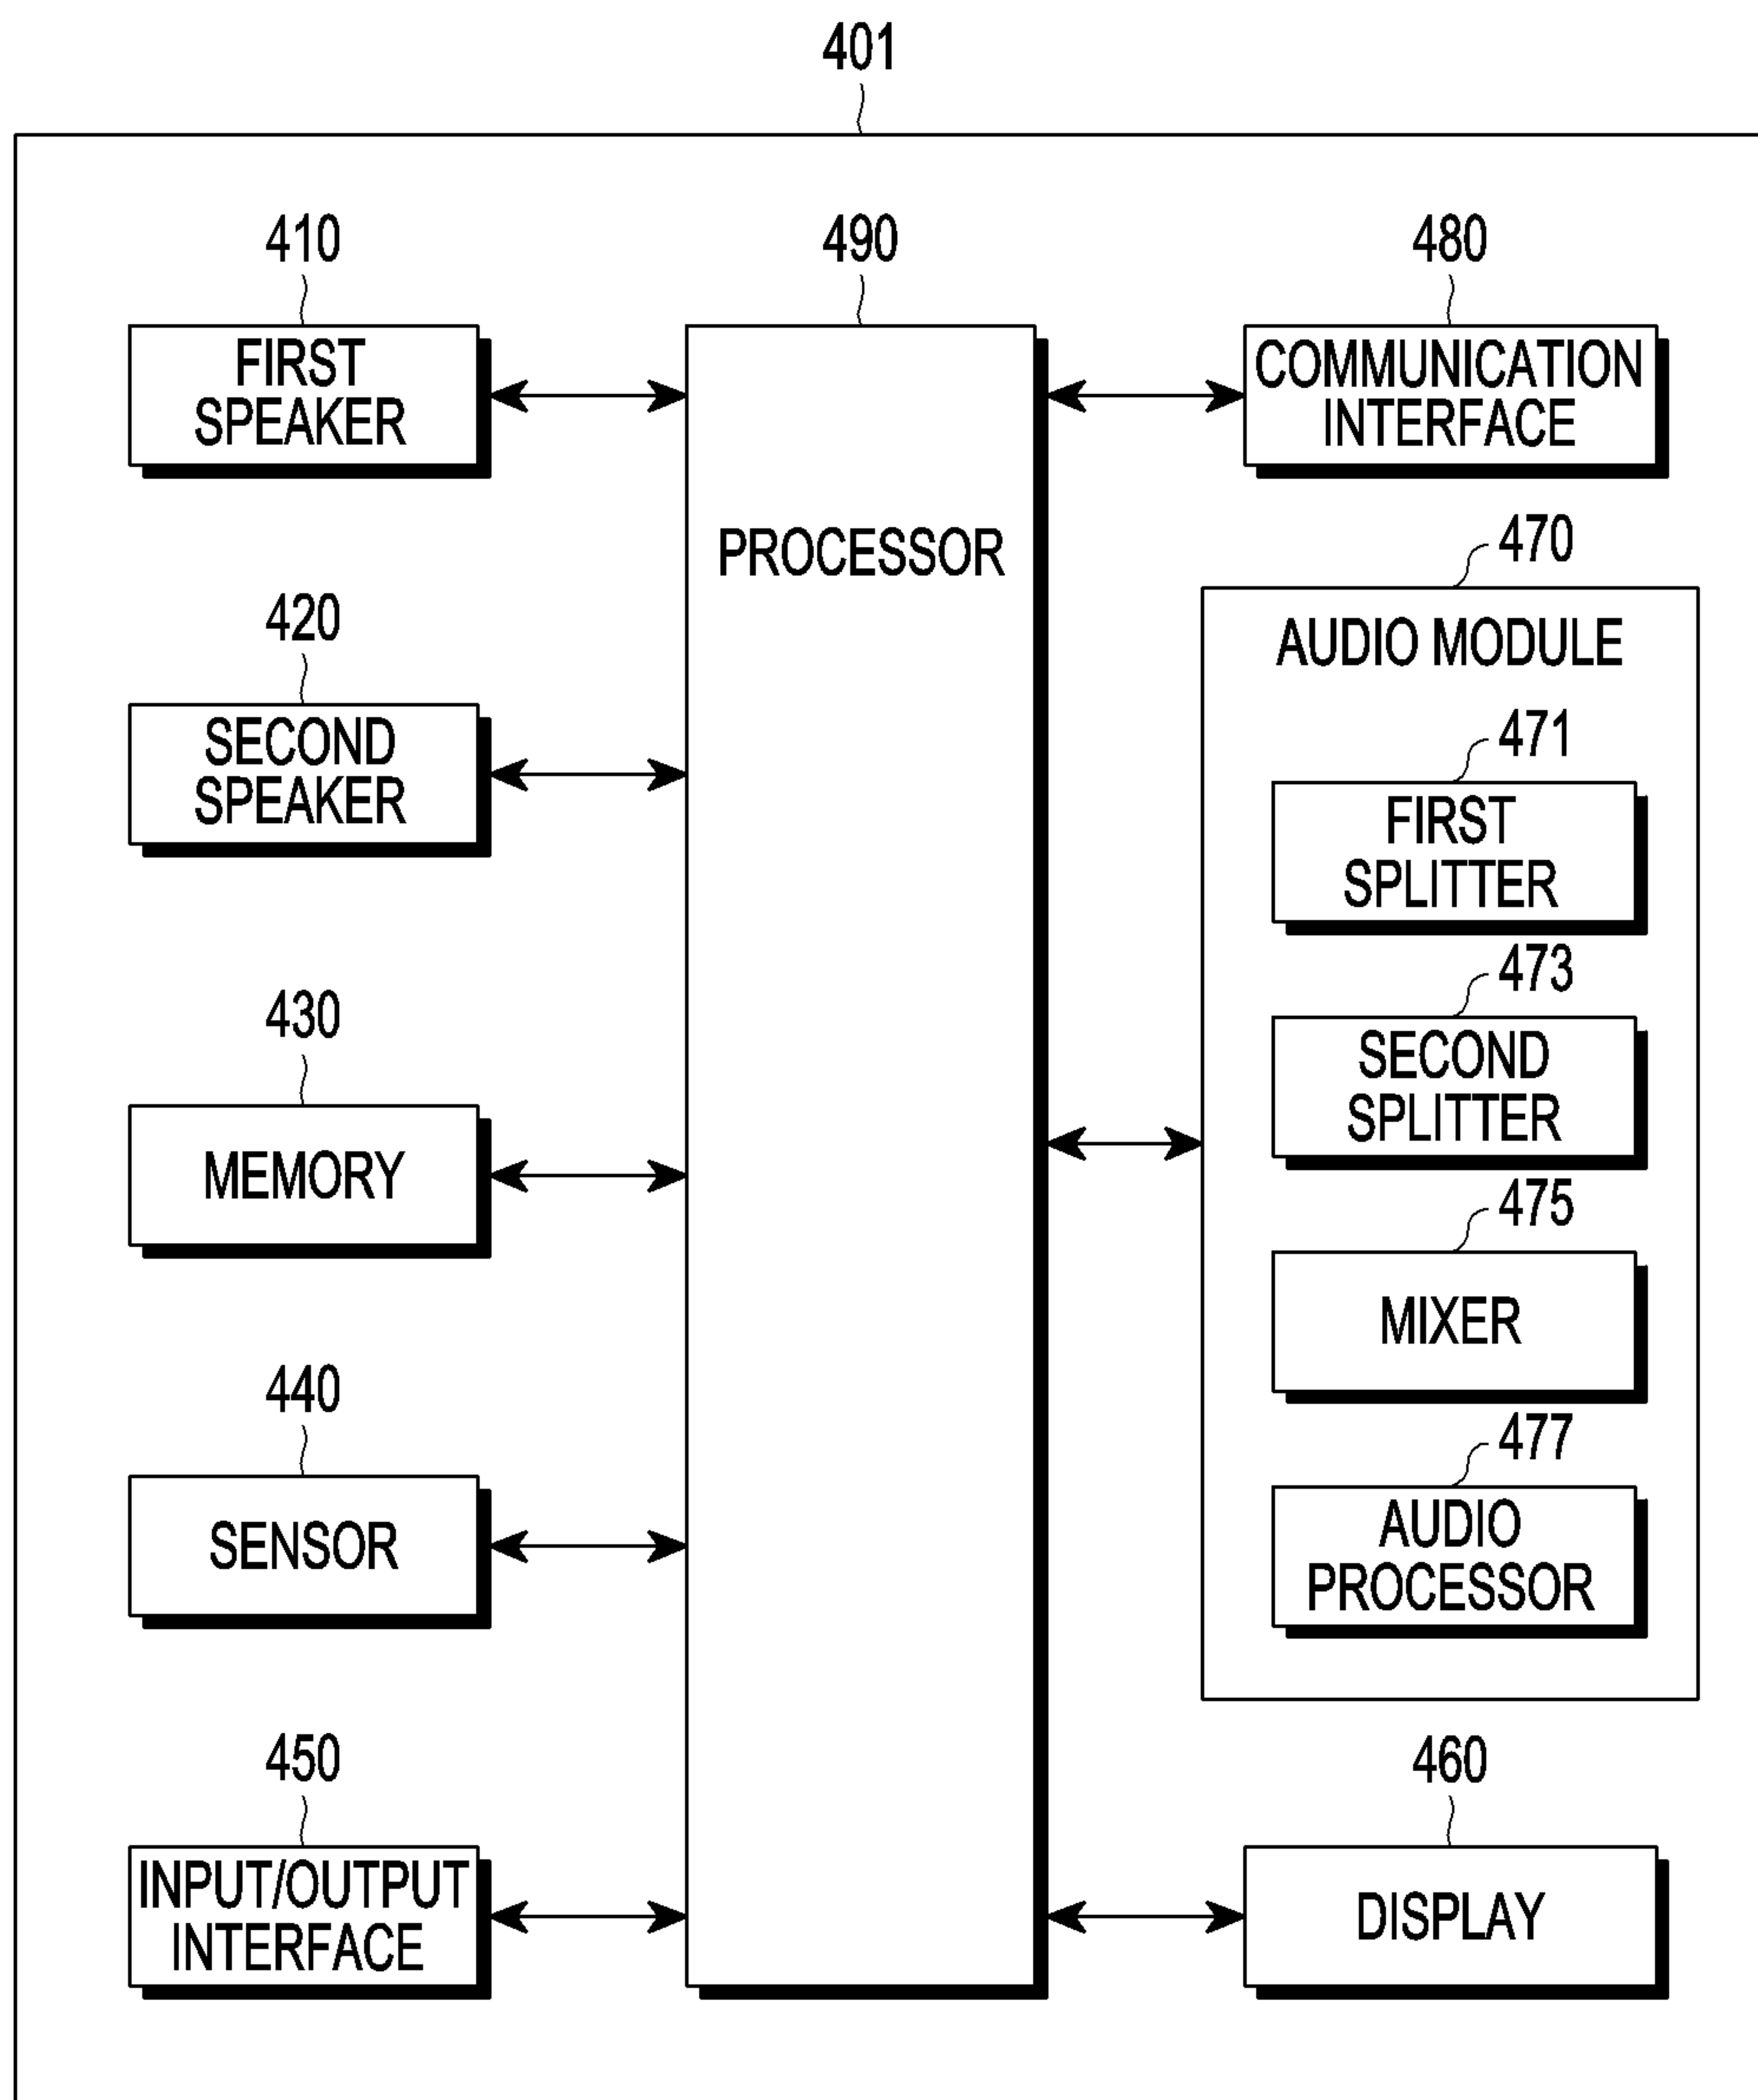 401
410
FIRST
SPEAKER
420
SECOND
SPEAKER
430
MEMORY
440
SENSOR
450
INPUT/OUTPUT
INTERFACE
490
PROCESSOR
480
COMMUNICATION
INTERFACE
470
AUDIO MODULE
471
FIRST
SPLITTER
473
SECOND
SPLITTER
475
MIXER
477
AUDIO
PROCESSOR
460
DISPLAY